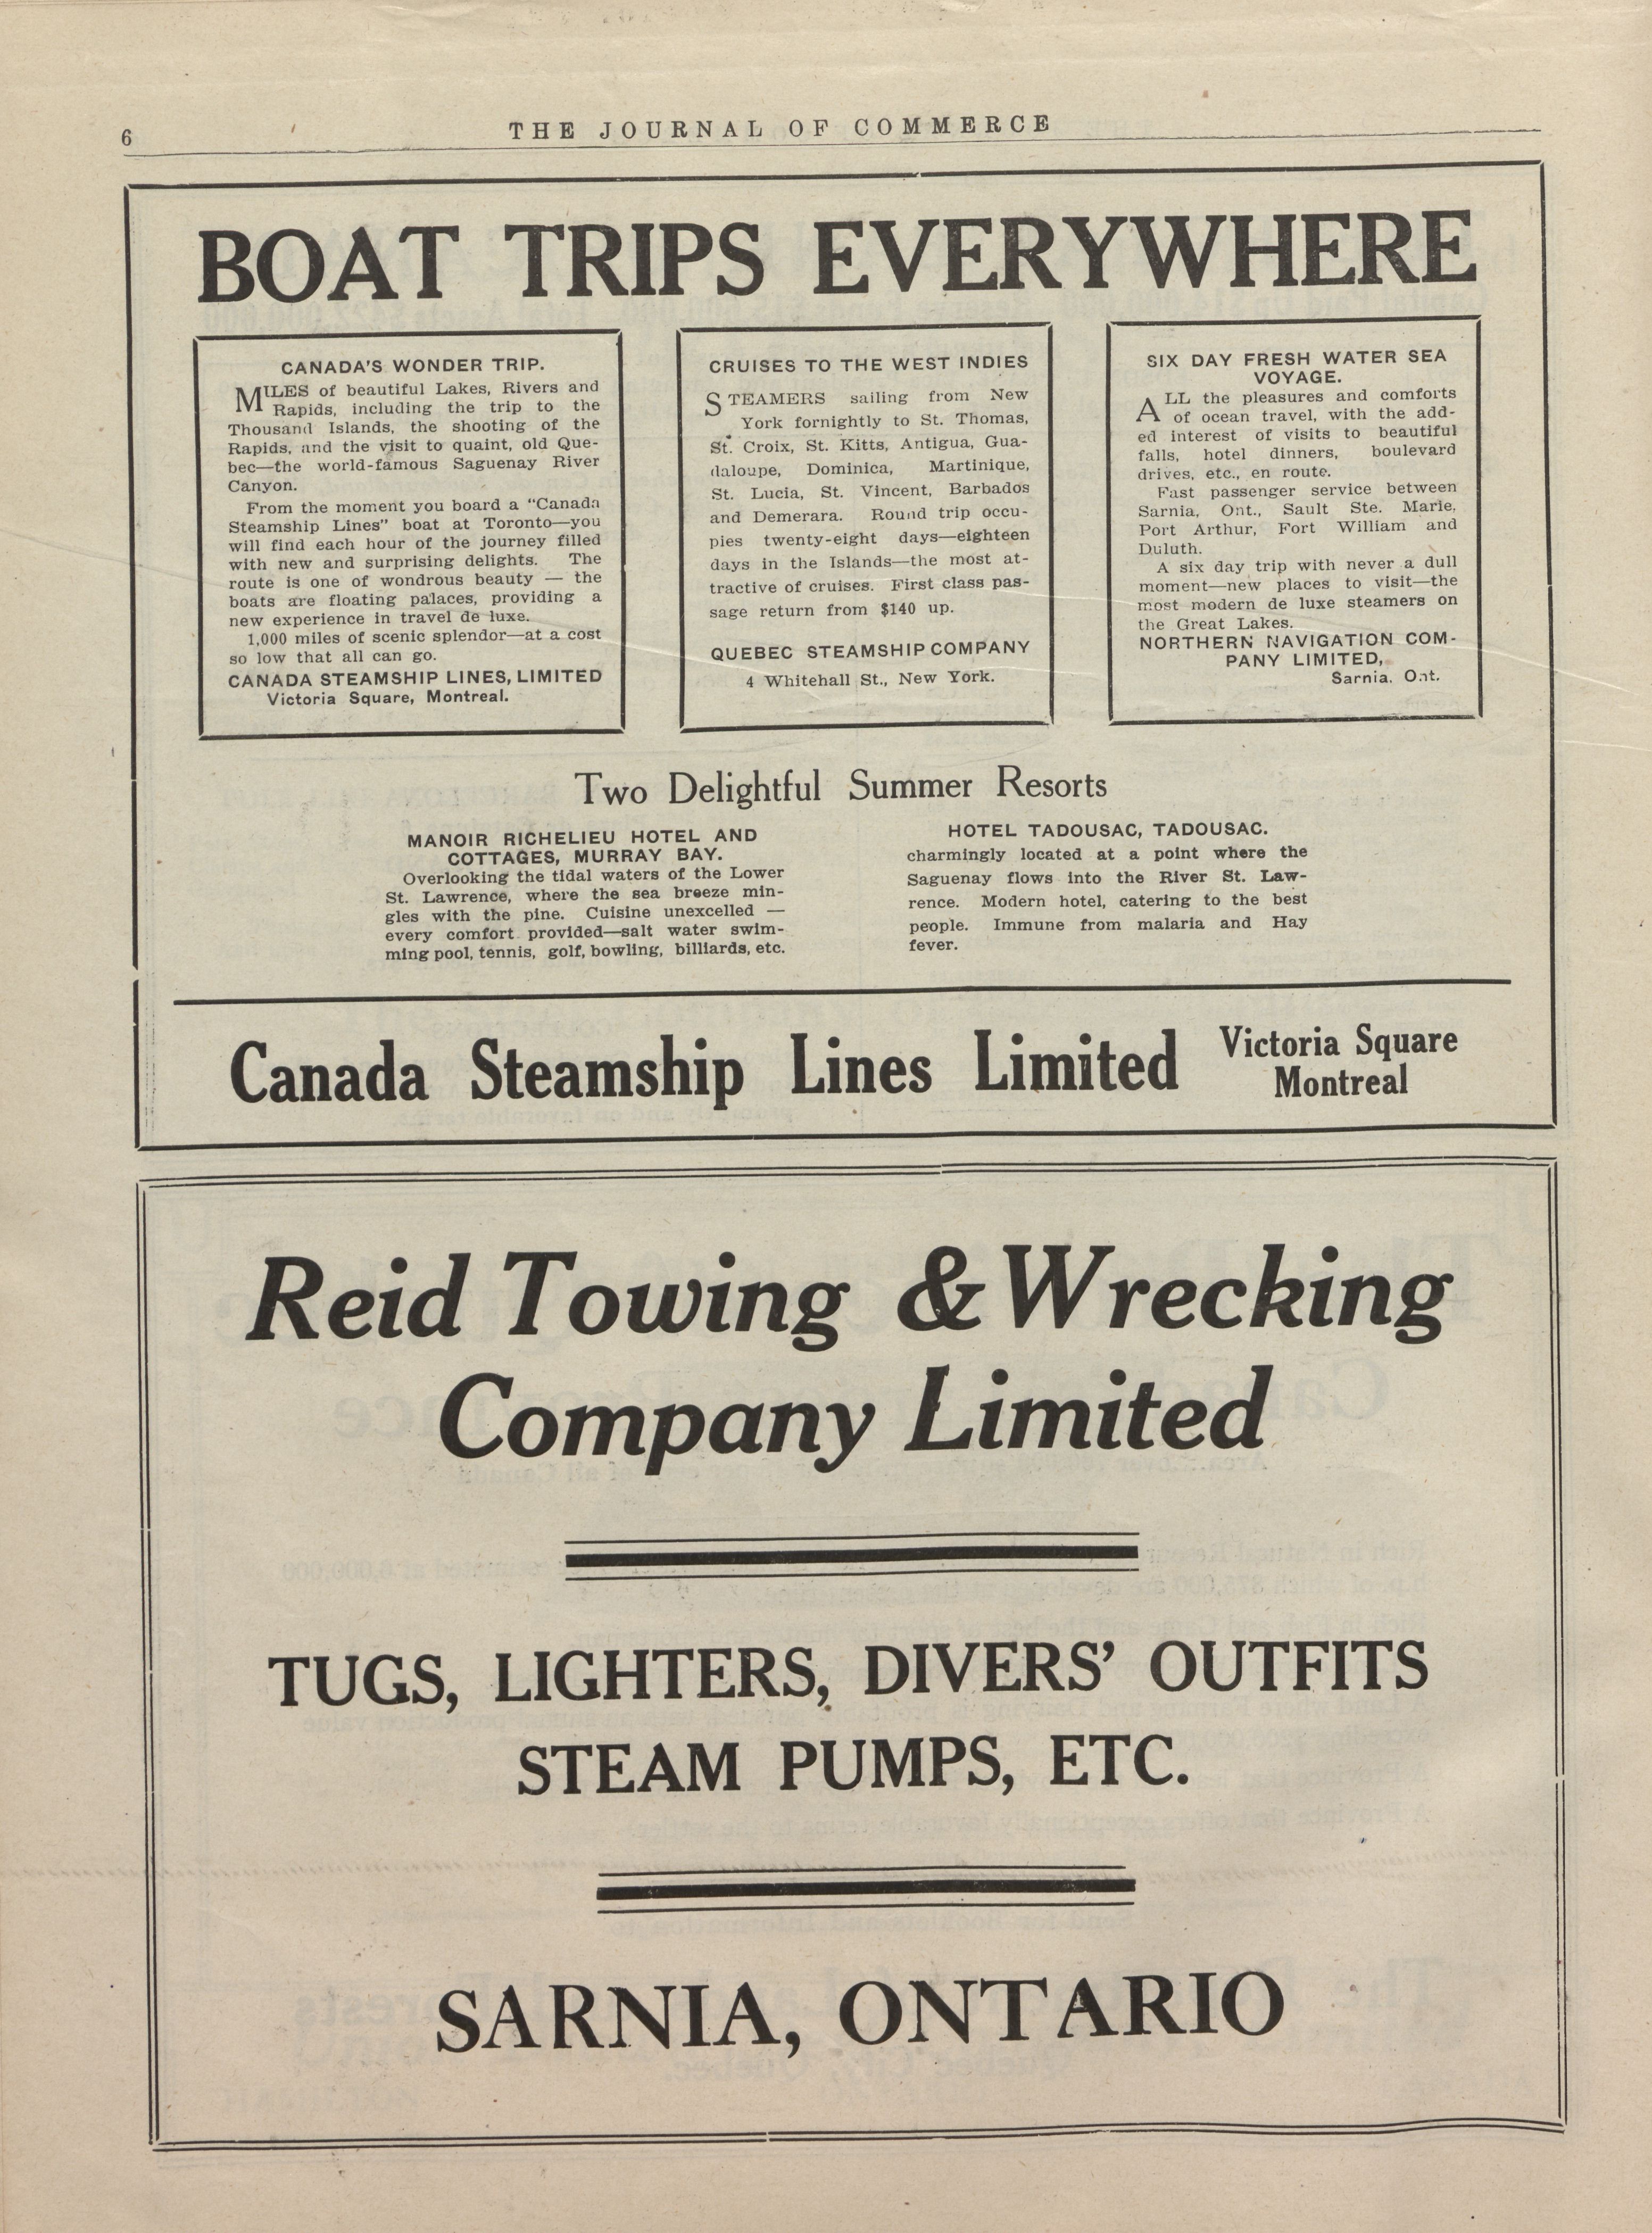 6
THE JOURNAL OF COMMERCE
BOAT TRIPS EVERYWHERE
CANADA'S WONDER TRIP.
MILES of beautiful Lakes, Rivers and
Rapids, including the trip to the
Thousand Islands, the shooting of the
Rapids, and the visit to quaint, old Que-
bec—the world-famous Saguenay River
Canyon.
From the moment you board a "Canada
Steamship Lines" boat at Toronto—you
will find each hour of the journey filled
with new and surprising delights. The
route is one of wondrous beauty — the
boats are floating palaces, providing a
new experience in travel de luxe.
1,000 miles of scenic splendor—at a cost
so low that all can go.
CANADA STEAMSHIP LINES, LIMITED
Victoria Square, Montreal.
CRUISES TO THE WEST INDIES
STEAMERS sailing from New
York fornightly to St. Thomas,
St. Croix, St. Kitts, Antigua, Gua-
daloupe, Dominica, Martinique,
St. Lucia, St. Vincent, Barbados
and Demerara. Round trip occu-
pies twenty-eight days—eighteen
days in the Islands—the most at-
tractive of cruises. First class pas-
sage return from $140 up.
QUEBEC STEAMSHIP COMPANY
4 Whitehall St., New York.
SIX DAY FRESH WATER SEA
VOYAGE.
ALL the pleasures and comforts
of ocean travel, with the add-
ed interest of visits to beautiful
falls, hotel dinners, boulevard
drives, etc., en route.
Fast passenger service between
Sarnia, Ont., Sault Ste. Marie,
Port Arthur, Fort William and
Duluth.
A six day trip with never a dull
moment—new places to visit—the
most modern de luxe steamers on
the Great Lakes.
NORTHERN NAVIGATION COM-
PANY LIMITED,
Sarnia, Ont.
Two Delightful Summer Resorts
MANOIR RICHELIEU HOTEL AND
COTTAGES, MURRAY BAY.
Overlooking the tidal waters of the Lower
St. Lawrence, where the sea breeze min-
gles with the pine. Cuisine unexcelled —
every comfort provided—salt water swim-
ming pool, tennis, golf, bowling, billiards, etc.
HOTEL TADOUSAC, TADOUSAC.
charmingly located at a point where the
Saguenay flows into the River St. Law-
rence. Modern hotel, catering to the best
people. Immune from malaria and Hay
fever.
Canada Steamship Lines Limited
Victoria Square
Montreal
Reid Towing & Wrecking
Company Limited
TUGS, LIGHTERS, DIVERS' OUTFITS
STEAM PUMPS, ETC.
SARNIA, ONTARIO